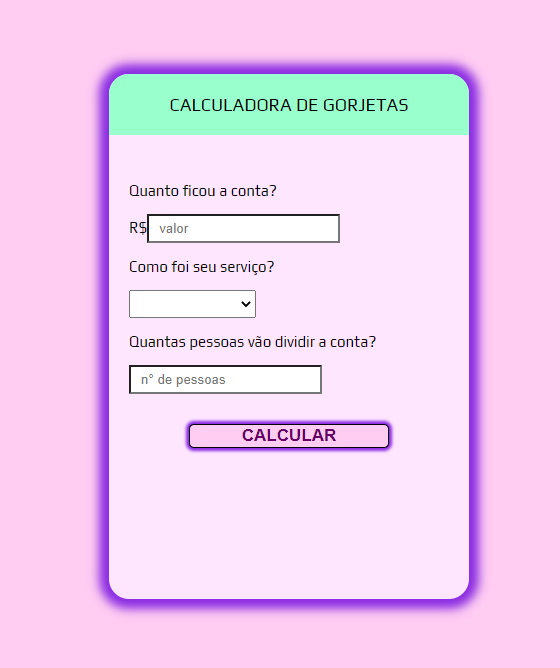 CALCULADORA DE GORJETAS
Quanto ficou a conta?
R$ valor
Como foi seu serviço?
Quantas pessoas vão dividir a conta?
n° de pessoas
CALCULAR